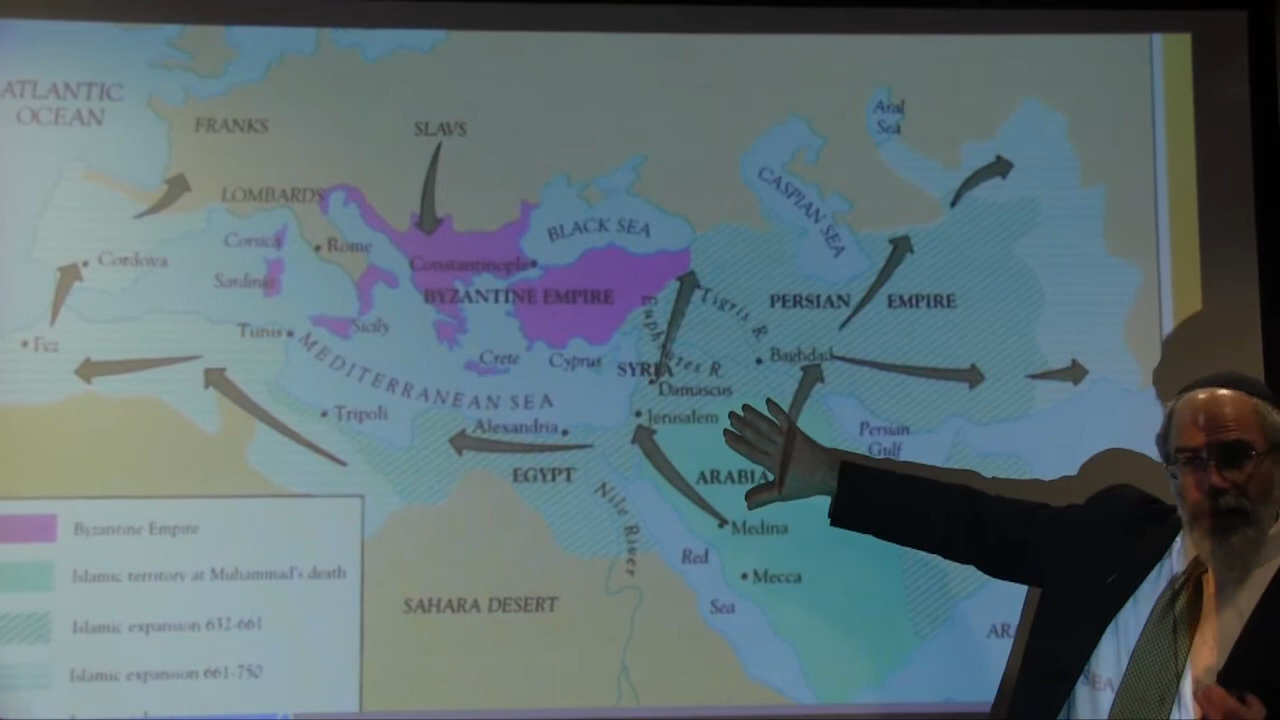 ATLANTIC
OCEAN
FRANKS
SLAVS
Aral
Sea
LOMBARDS
CASPIAN SEA
Corsica
Rome
BLACK SEA
Cordova
Sardinia
Constantinople
BYZANTINE EMPIRE
Euphrates R.
Tigris R.
PERSIAN EMPIRE
Fez
Tunis
Sicily
MEDITERRANEAN SEA
Crete
Cyprus
SYRIA
Baghdad
Damascus
Tripoli
Alexandria
Jerusalem
Persian
Gulf
EGYPT
Nile River
ARABIA
Medina
Red
Sea
Mecca
SAHARA DESERT
AR
EA
Byzantine Empire
Islamic territory at Muhammad's death
Islamic expansion 632-661
Islamic expansion 661-750